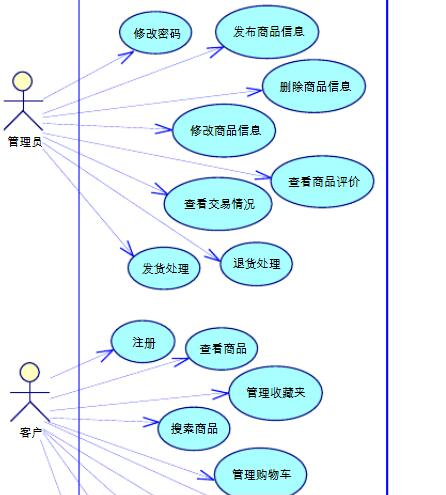 修改密码
发布商品信息
删除商品信息
修改商品信息
管理员
查看商品评价
查看交易情况
发货处理
退货处理
注册
查看商品
管理收藏夹
搜索商品
客户
管理购物车